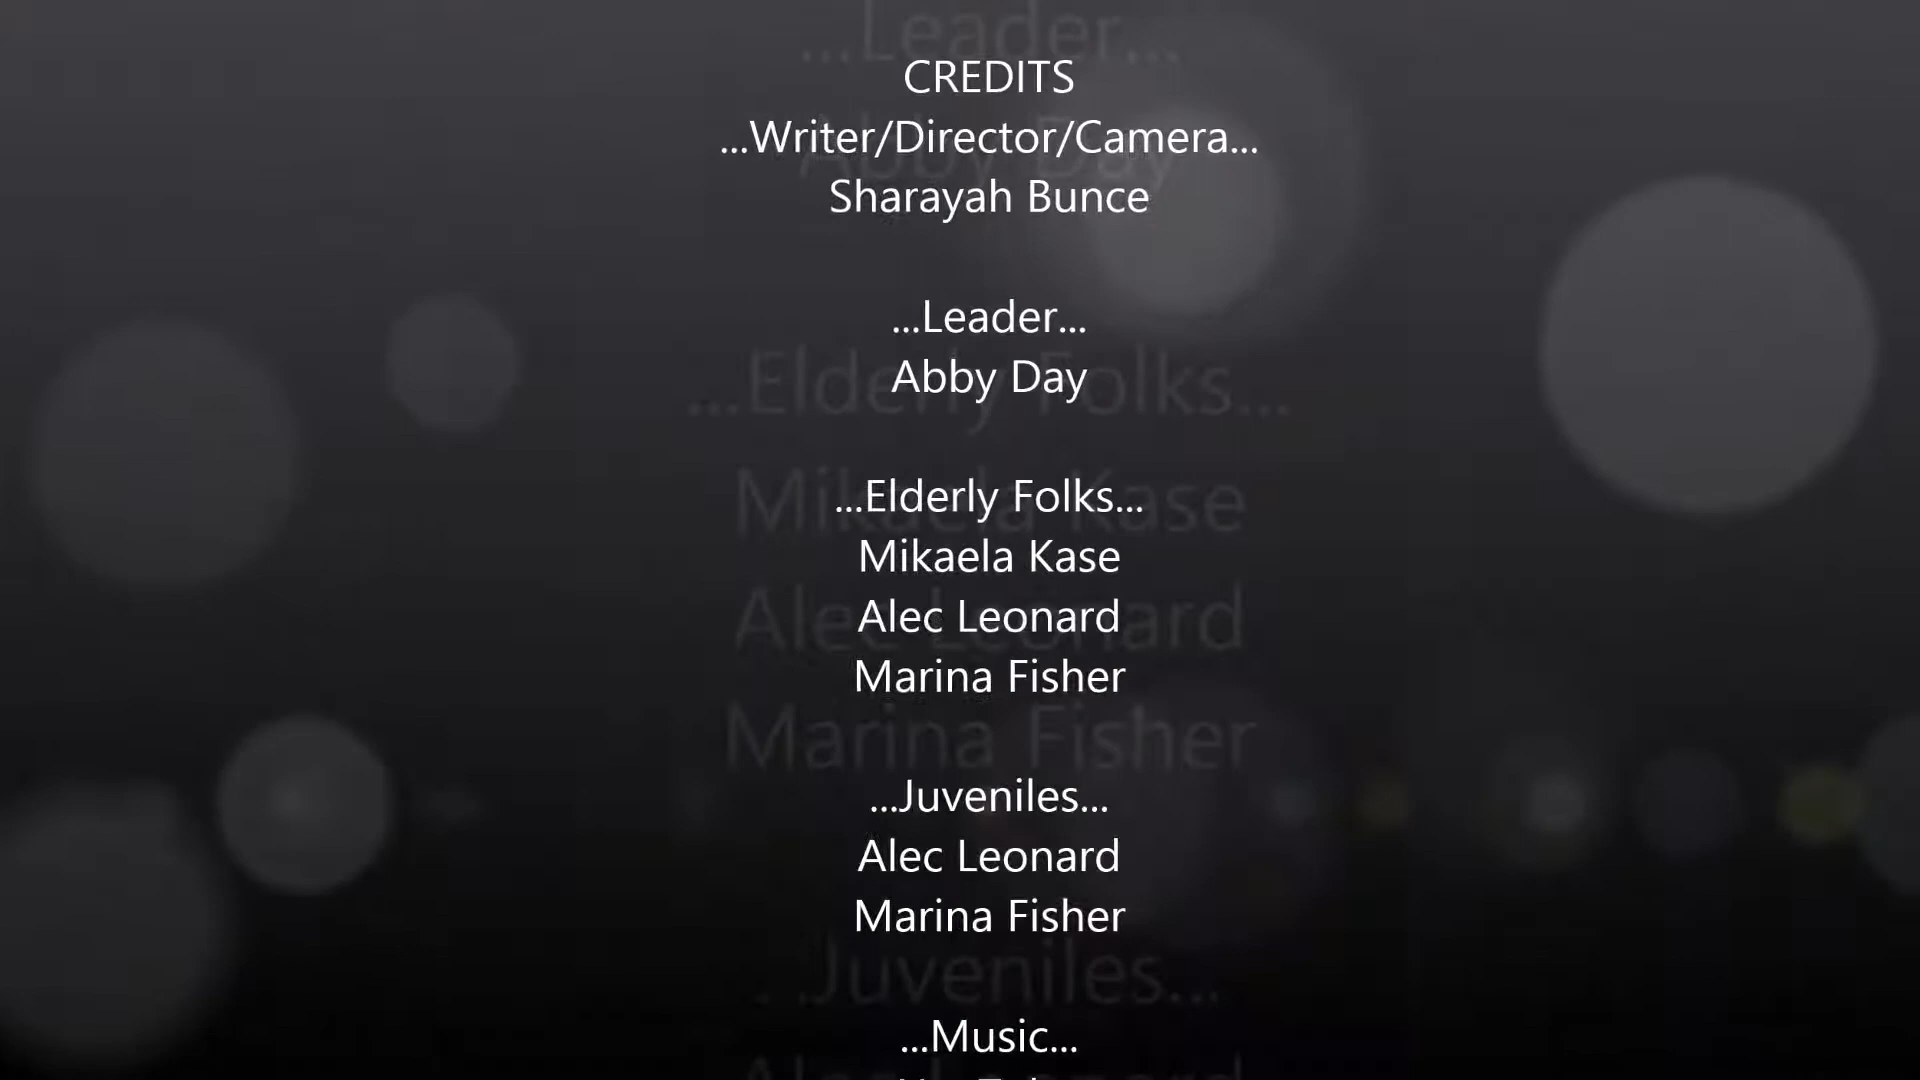 CREDITS
...Writer/Director/Camera...
Sharayah Bunce
...Leader...
Abby Day
...Elderly Folks...
Mikaela Kase
Alec Leonard
Marina Fisher
...Juveniles...
Alec Leonard
Marina Fisher
...Music...